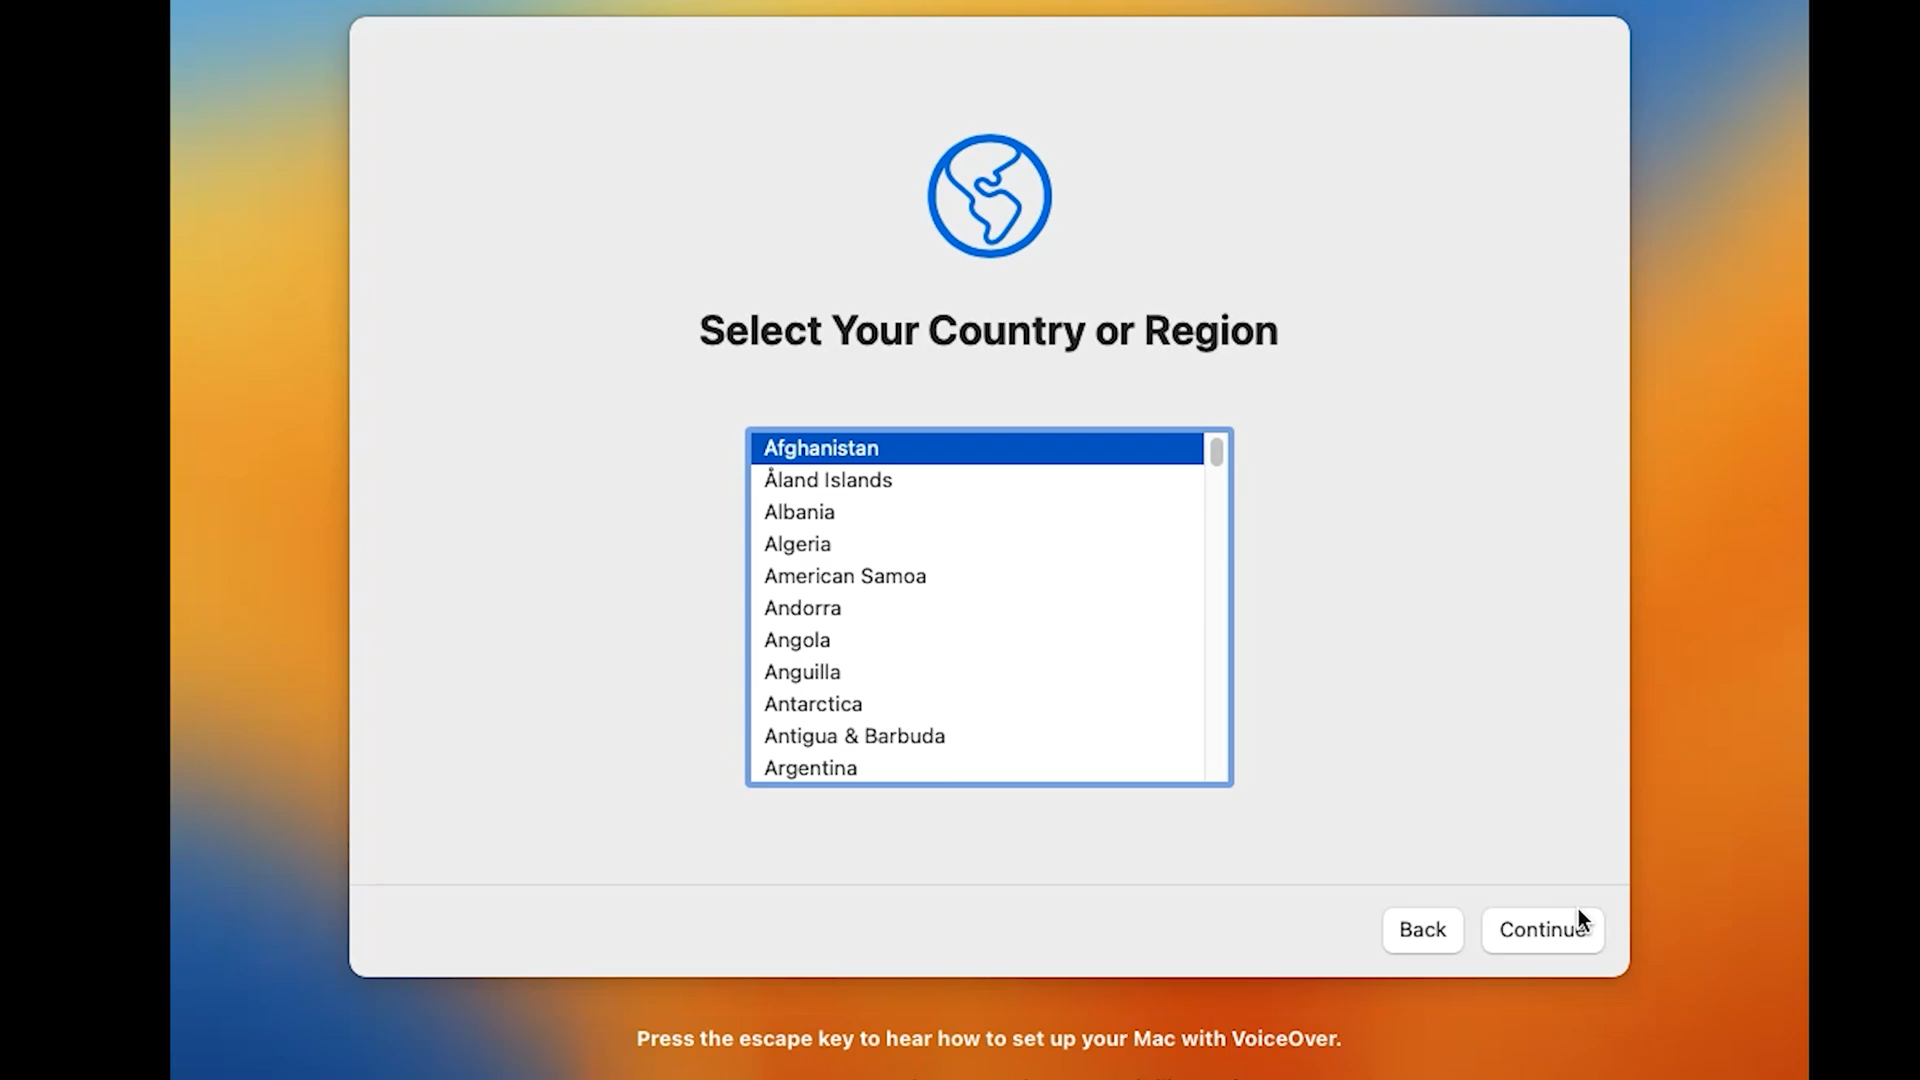 Select Your Country or Region
Afghanistan
Åland Islands
Albania
Algeria
American Samoa
Andorra
Angola
Anguilla
Antarctica
Antigua & Barbuda
Argentina
Back
Continue
Press the escape key to hear how to set up your Mac with VoiceOver.